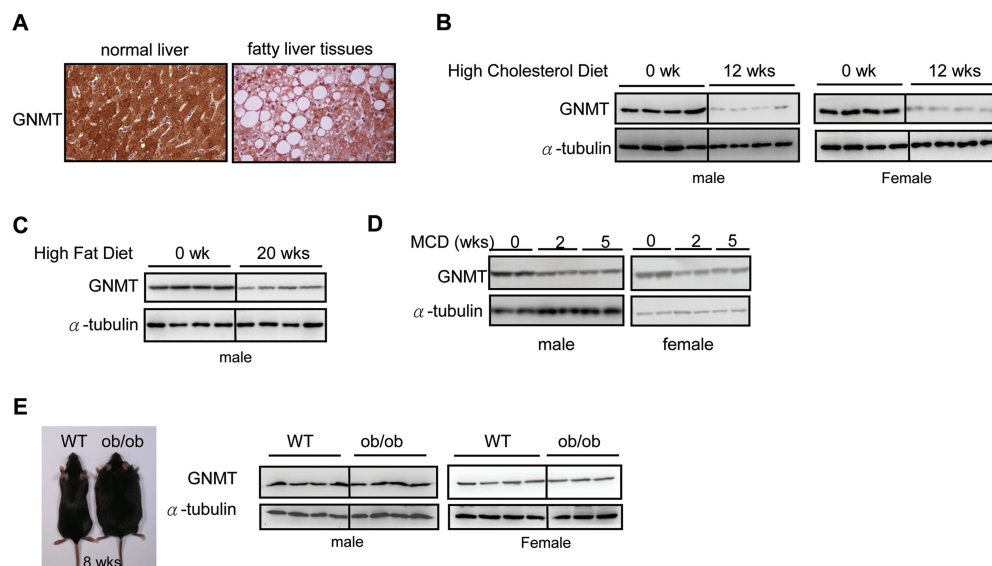 A
normal liver
fatty liver tissues
GNMT
B
High Cholesterol Diet
0 wk
12 wks
0 wk
12 wks
GNMT
α-tubulin
male
Female
C
High Fat Diet
0 wk
20 wks
GNMT
α-tubulin
male
D
MCD (wks)
0 2 5
0 2 5
GNMT
α-tubulin
male
female
E
WT ob/ob
8 wks
WT
ob/ob
WT
ob/ob
GNMT
α-tubulin
male
Female